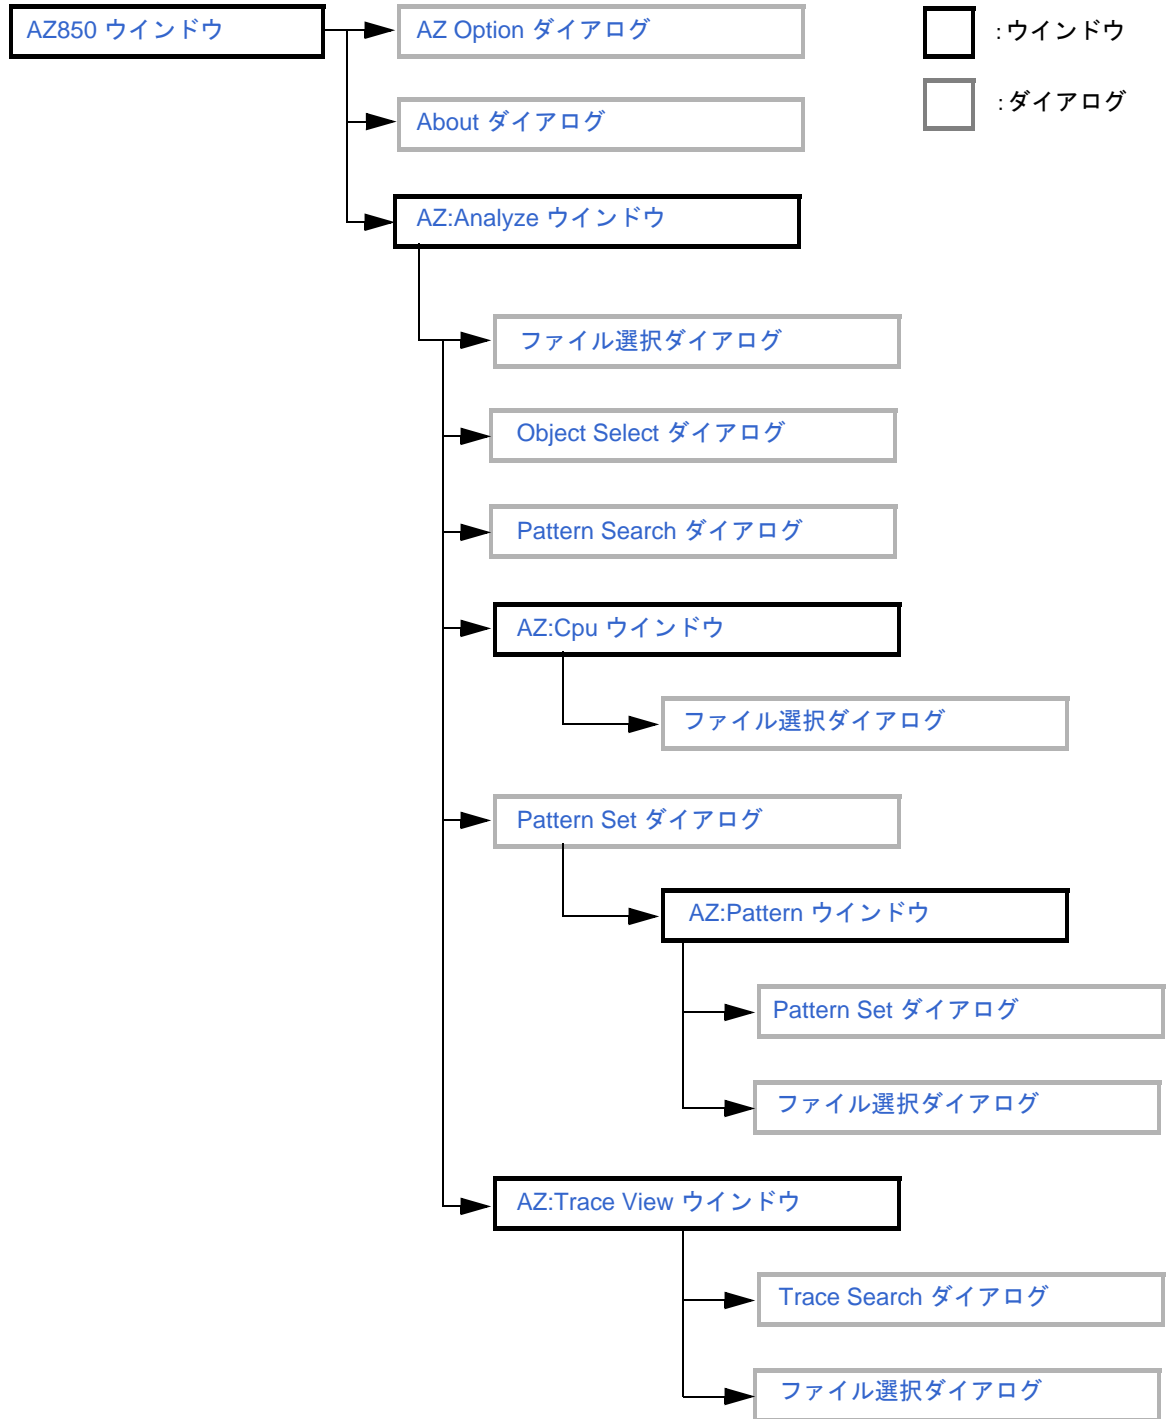 AZ850 ウインドウ
AZ Option ダイアログ
: ウインドウ
About ダイアログ
: ダイアログ
AZ:Analyze ウインドウ
ファイル選択ダイアログ
Object Select ダイアログ
Pattern Search ダイアログ
AZ:Cpu ウインドウ
ファイル選択ダイアログ
Pattern Set ダイアログ
AZ:Pattern ウインドウ
Pattern Set ダイアログ
ファイル選択ダイアログ
AZ:Trace View ウインドウ
Trace Search ダイアログ
ファイル選択ダイアログ